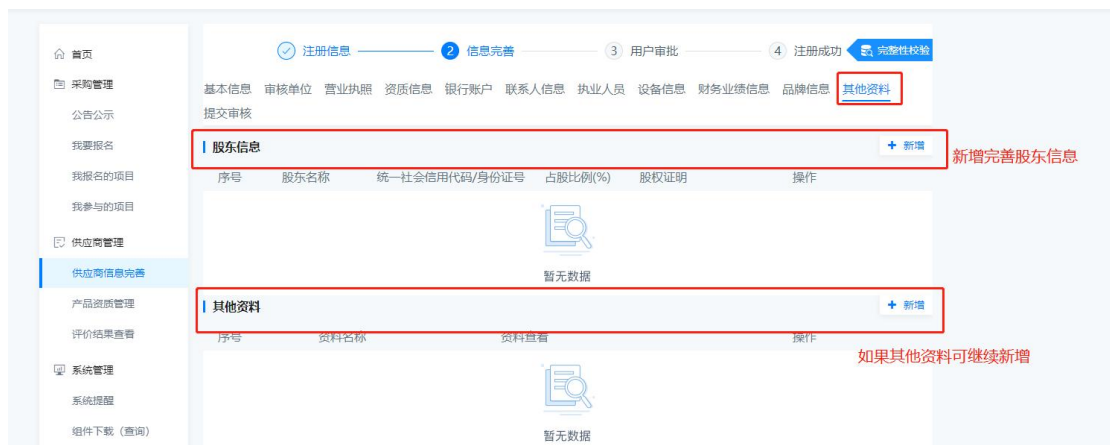 首页
采购管理
公告公示
我要报名
我报名的项目
我参与的项目
供应商管理
供应商信息完善
产品资质管理
评价结果查看
系统管理
系统提醒
组件下载（查询）
注册信息 2 信息完善 3 用户审批 4 注册成功 完整性校验
基本信息 审核单位 营业执照 资质信息 银行账户 联系人信息 执业人员 设备信息 财务业绩信息 品牌信息 其他资料
提交审核
股东信息 + 新增
新增完善股东信息
序号 股东名称 统一社会信用代码/身份证号 占股比例(%) 股权证明 操作
暂无数据
其他资料 + 新增
序号 资料名称 资料查看 操作
如果其他资料可继续新增
暂无数据